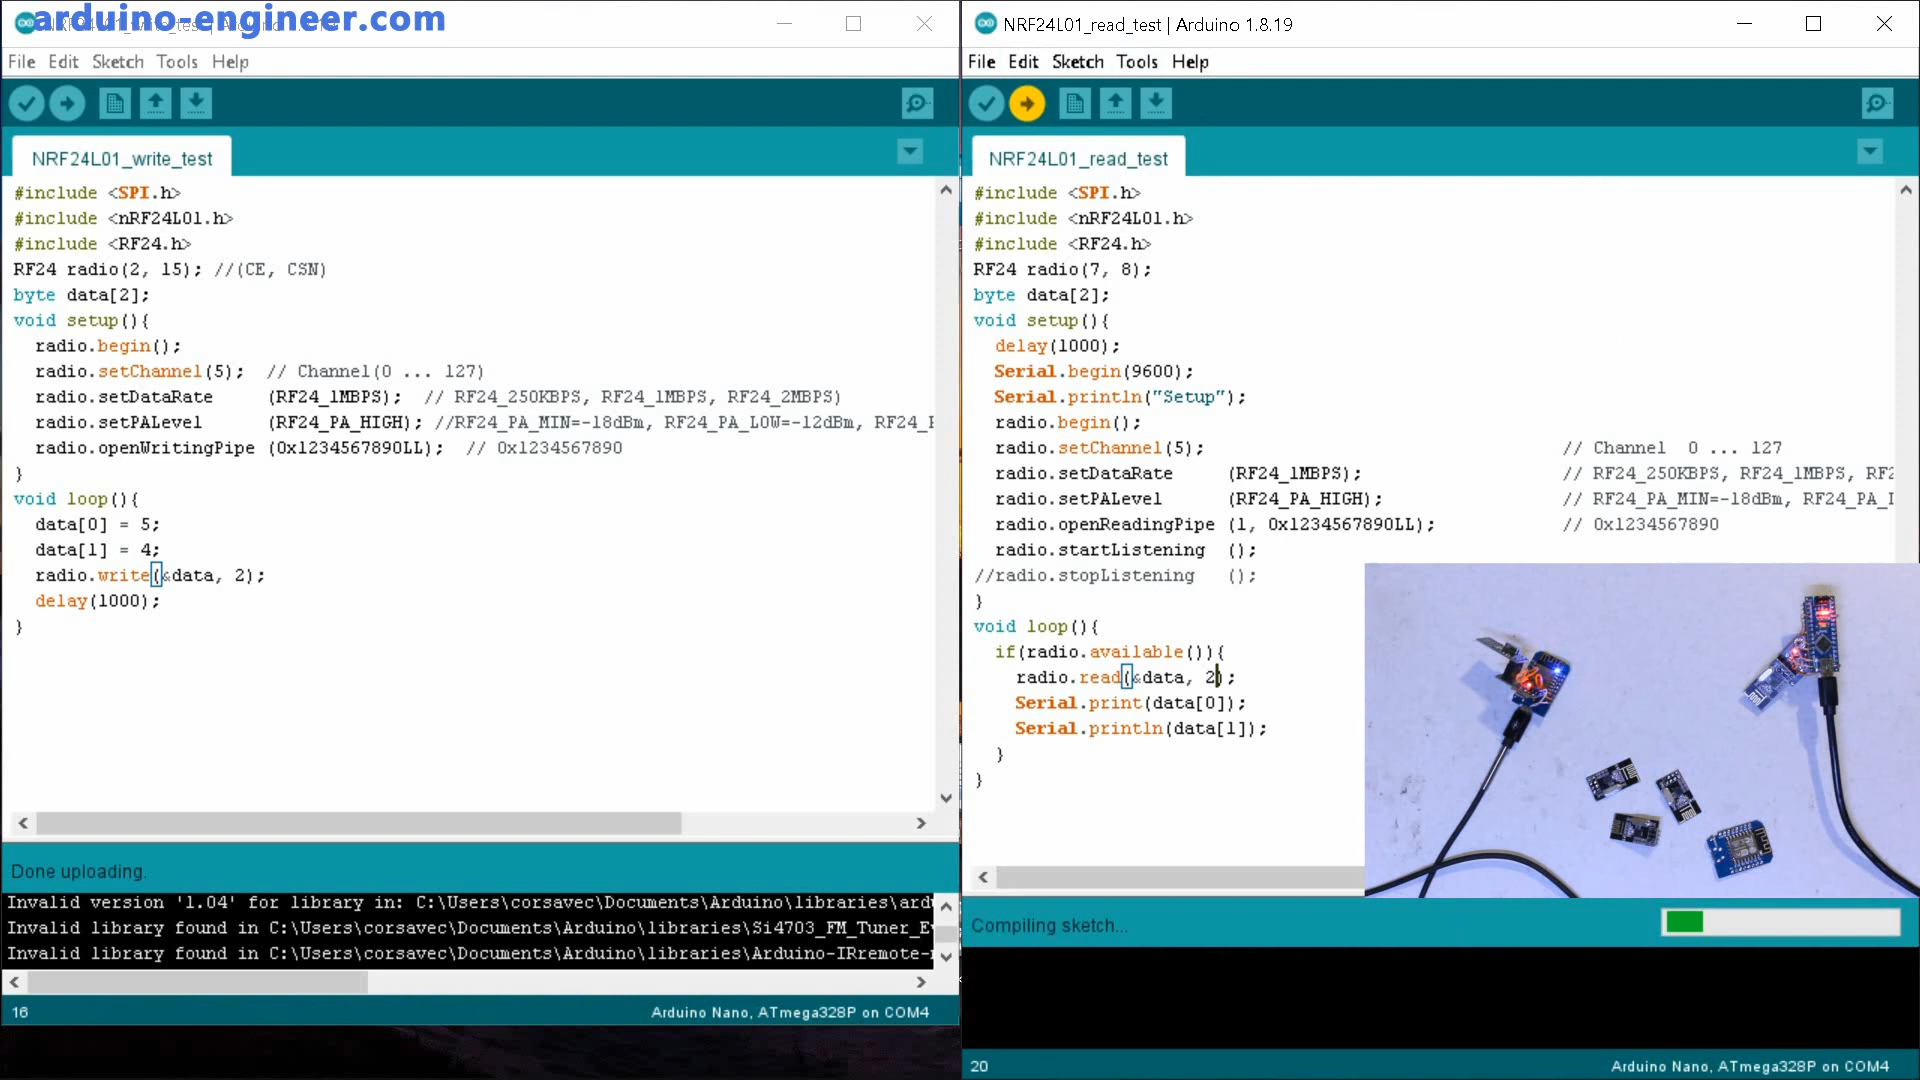 arduino-engineer.com
File Edit Sketch Tools Help
NRF24L01_write_test
#include <SPI.h>
#include <nRF24L01.h>
#include <RF24.h>
RF24 radio(2, 15); //(CE, CSN)
byte data[2];
void setup(){
radio.begin();
radio.setChannel(5);  // Channel(0 ... 127)
radio.setDataRate     (RF24_1MBPS);  // RF24_250KBPS, RF24_1MBPS, RF24_2MBPS)
radio.setPALevel      (RF24_PA_HIGH); //RF24_PA_MIN=-18dBm, RF24_PA_LOW=-12dBm, RF24_
radio.openWritingPipe (0x1234567890LL);  // 0x1234567890
}
void loop(){
data[0] = 5;
data[1] = 4;
radio.write(&data, 2);
delay(1000);
}
Done uploading.
Invalid version '1.04' for library in: C:\Users\corsavec\Documents\Arduino\libraries\ard
Invalid library found in C:\Users\corsavec\Documents\Arduino\libraries\Si4703_FM_Tuner_E
Invalid library found in C:\Users\corsavec\Documents\Arduino\libraries\Arduino-IRremote-
16
Arduino Nano, ATmega328P on COM4
NRF24L01_read_test | Arduino 1.8.19
File Edit Sketch Tools Help
NRF24L01_read_test
#include <SPI.h>
#include <nRF24L01.h>
#include <RF24.h>
RF24 radio(7, 8);
byte data[2];
void setup(){
delay(1000);
Serial.begin(9600);
Serial.println("Setup");
radio.begin();
radio.setChannel(5);                                  // Channel  0 ... 127
radio.setDataRate     (RF24_1MBPS);                   // RF24_250KBPS, RF24_1MBPS, RF2
radio.setPALevel      (RF24_PA_HIGH);                 // RF24_PA_MIN=-18dBm, RF24_PA_
radio.openReadingPipe (1, 0x1234567890LL);            // 0x1234567890
radio.startListening  ();
//radio.stopListening   ();
}
void loop(){
if(radio.available()){
radio.read(&data, 2);
Serial.print(data[0]);
Serial.println(data[1]);
}
}
Compiling sketch...
20
Arduino Nano, ATmega328P on COM4